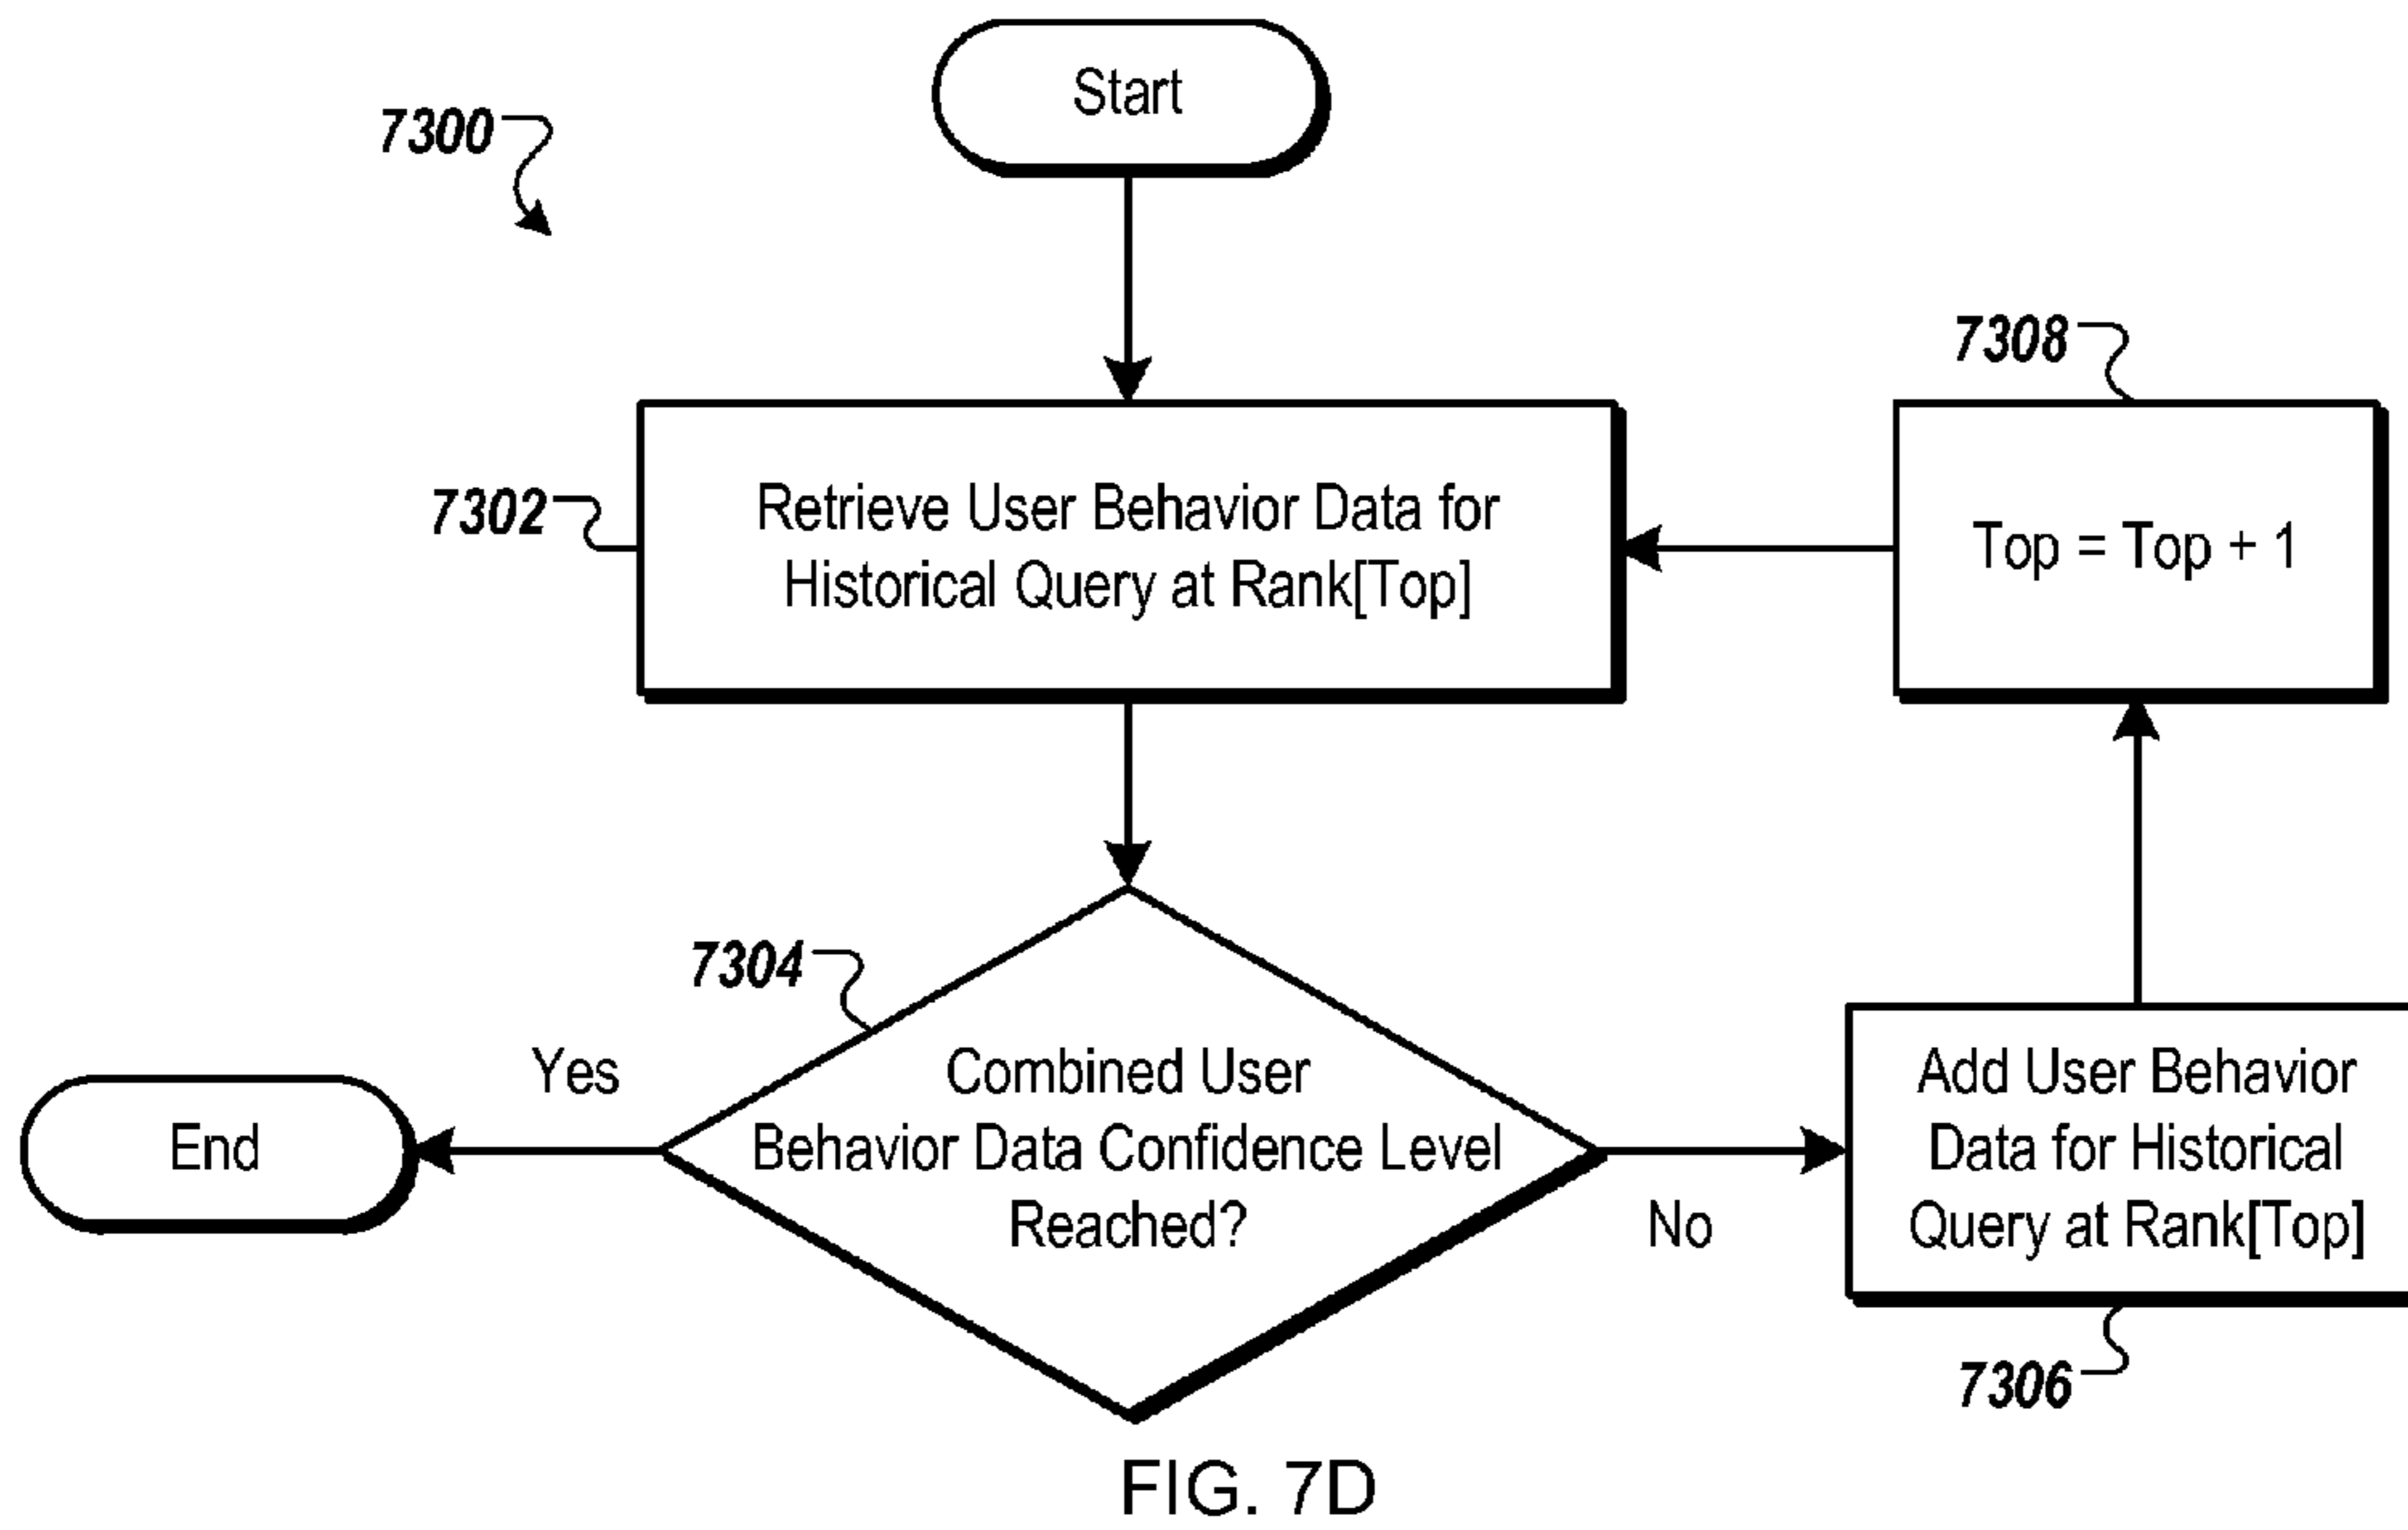 Start
7300
7308
7302
Retrieve User Behavior Data for
Historical Query at Rank[Top]
Top = Top + 1
7304
Yes
Combined User
Behavior Data Confidence Level
Reached?
End
No
Add User Behavior
Data for Historical
Query at Rank[Top]
7306
FIG. 7D